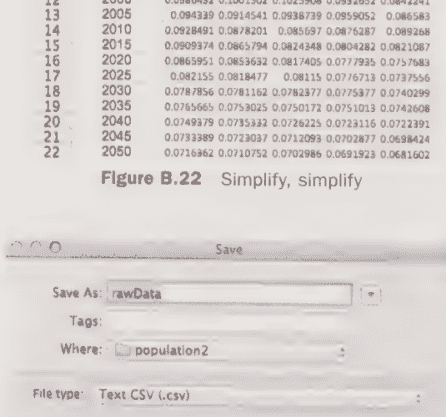 13 2005 0.094339 0.0914541 0.0938739 0.0959052 0.086583
14 2010 0.0928491 0.0878201 0.085697 0.0876287 0.089268
15 2015 0.0909374 0.0865794 0.0824348 0.0804282 0.0821087
16 2020 0.0865951 0.0853632 0.0817405 0.0777935 0.0757683
17 2025 0.082155 0.0818477 0.08115 0.0776713 0.0737556
18 2030 0.0787856 0.0781162 0.0782377 0.0775377 0.0740299
19 2035 0.0765665 0.0753025 0.0750172 0.0751013 0.0742608
20 2040 0.0749379 0.0735332 0.0726225 0.0723116 0.0722391
21 2045 0.0733389 0.0723037 0.0712093 0.0702877 0.0698424
22 2050 0.0716362 0.0710752 0.0702986 0.0691923 0.0681602
Figure B.22 Simplify, simplify
Save
Save As: rawData
Tags:
Where: population2
File type: Text CSV (.csv)